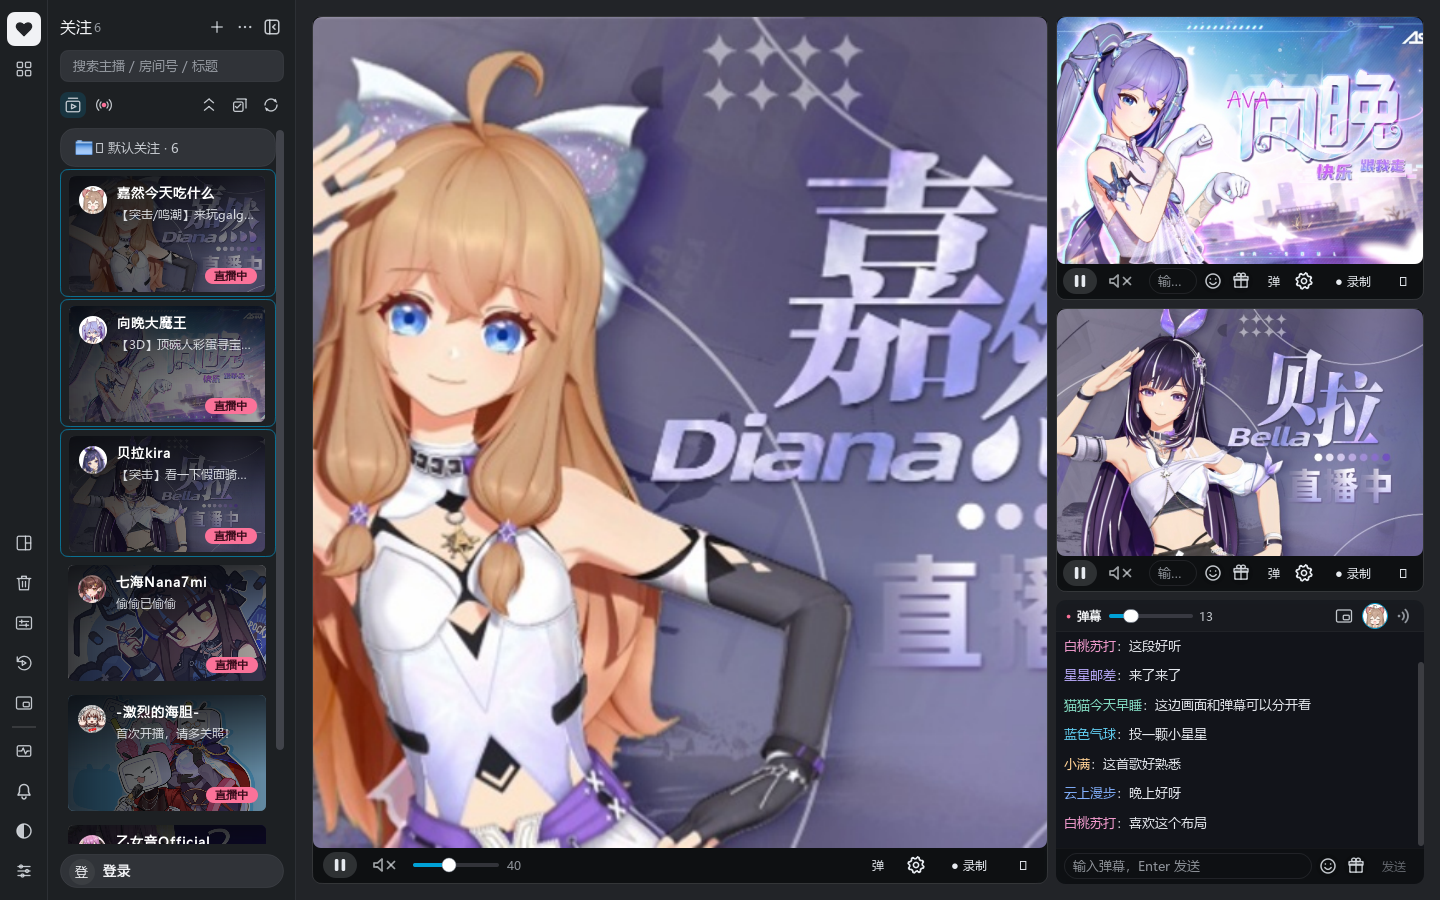 关注 6
搜索主播 / 房间号 / 标题
默认关注 · 6
嘉然今天吃什么
【突击/鸣潮】来玩galg...
直播中
向晚大魔王
【3D】顶碗人彩蛋寻宝...
直播中
贝拉kira
【突击】看一下假面骑...
直播中
七海Nana7mi
偷偷已偷偷
直播中
-激烈的海胆-
首次开播，请多关照!
直播中
乙女音Official
登 登录
嘉然
Diana
直播
40
弹
录制
AVA
向晚
快乐 跟我走
输...
弹
录制
贝拉
Bella
直播中
输...
弹
录制
弹幕
13
白桃苏打：这段好听
星星邮差：来了来了
猫猫今天早睡：这边画面和弹幕可以分开看
蓝色气球：投一颗小星星
小满：这首歌好熟悉
云上漫步：晚上好呀
白桃苏打：喜欢这个布局
输入弹幕，Enter 发送
发送